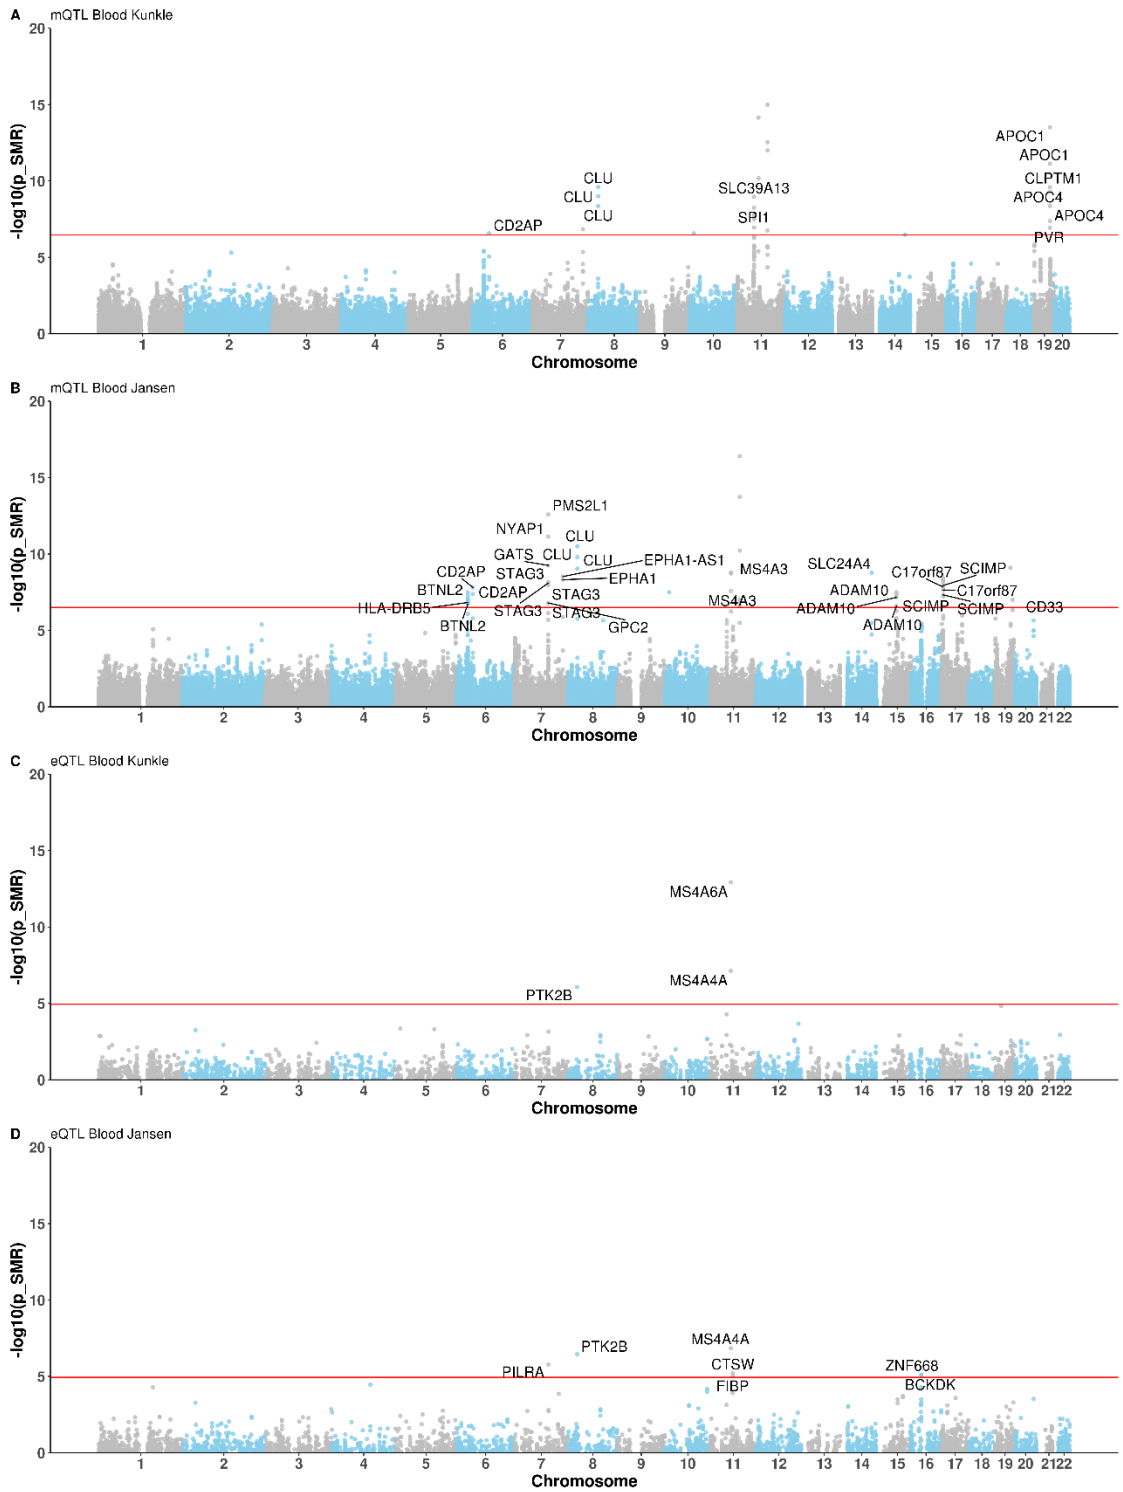 A mQTL Blood Kunkle
20
15
10
5
0
-log10(p_SMR)
APOC1
APOC1
CLU
CLPTM1
SLC39A13
CLU
APOC4
CLU
SPI1
APOC4
CD2AP
PVR
1 2 3 4 5 6 7 8 9 10 11 12 13 14 15 16 17 18 19 20
Chromosome
B mQTL Blood Jansen
20
15
10
5
0
-log10(p_SMR)
PMS2L1
NYAP1
CLU
GATS CLU
CLU
EPHA1-AS1
SLC24A4
CD2AP
STAG3
EPHA1
MS4A3
C17orf87
SCIMP
BTNL2
CD2AP
STAG3
ADAM10
C17orf87
HLA-DRB5
STAG3
STAG3
MS4A3
ADAM10
SCIMP
SCIMP
CD33
BTNL2
GPC2
ADAM10
1 2 3 4 5 6 7 8 9 10 11 12 13 14 15 16 17 18 19 20 21 22
Chromosome
C eQTL Blood Kunkle
20
15
10
5
0
-log10(p_SMR)
MS4A6A
MS4A4A
PTK2B
1 2 3 4 5 6 7 8 9 10 11 12 13 14 15 16 17 18 19 20 21 22
Chromosome
D eQTL Blood Jansen
20
15
10
5
0
-log10(p_SMR)
MS4A4A
PTK2B
CTSW
ZNF668
PILRA
FIBP
BCKDK
1 2 3 4 5 6 7 8 9 10 11 12 13 14 15 16 17 18 19 20 21 22
Chromosome